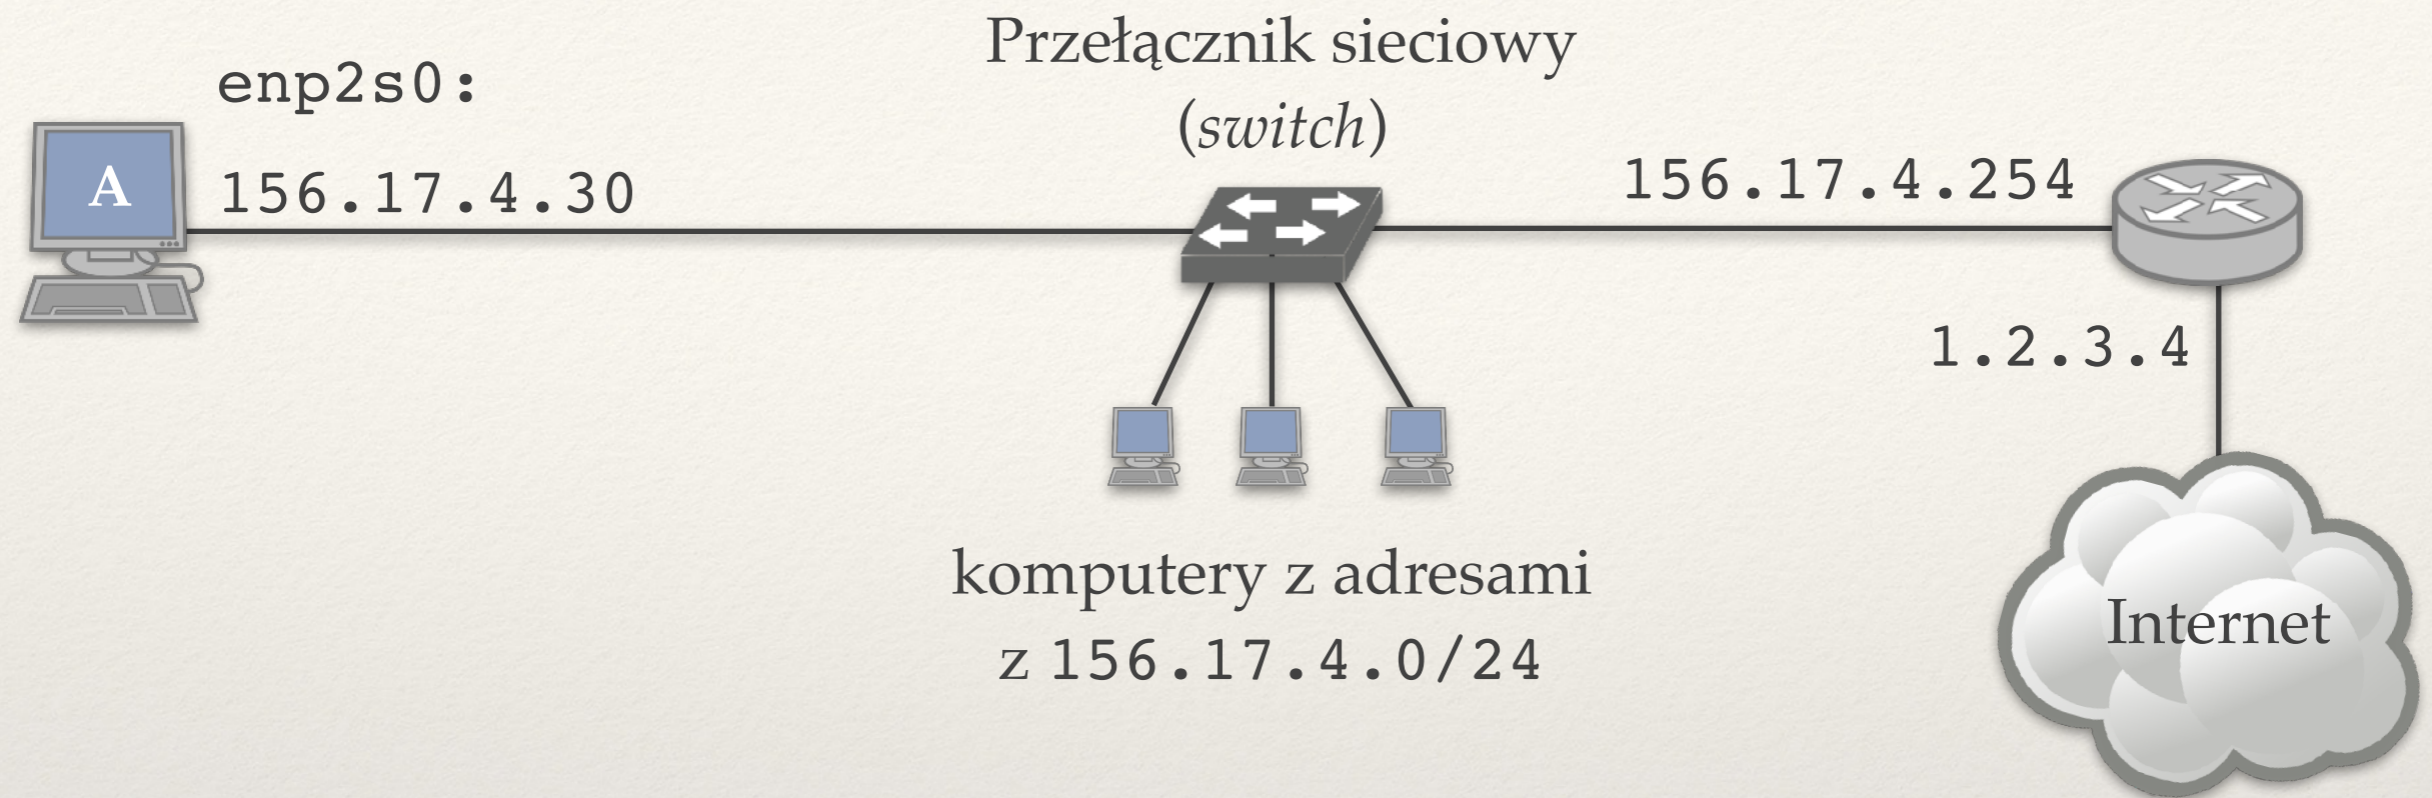 Przełącznik sieciowy
(switch)
enp2s0:
156.17.4.30
A
156.17.4.254
1.2.3.4
komputery z adresami
z 156.17.4.0/24
Internet